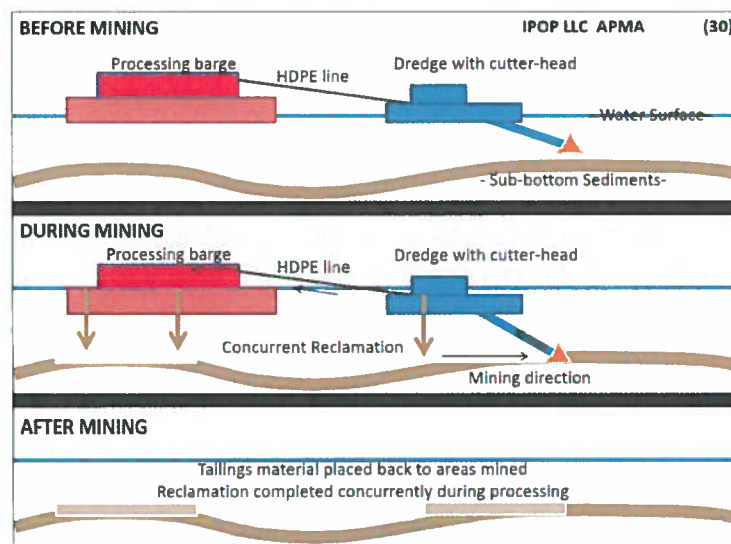 BEFORE MINING
IPOP LLC APMA (30)
Processing barge
HDPE line
Dredge with cutter-head
Water Surface
- Sub-bottom Sediments-
DURING MINING
Processing barge
HDPE line
Dredge with cutter-head
Concurrent Reclamation
Mining direction
AFTER MINING
Tailings material placed back to areas mined
Reclamation completed concurrently during processing